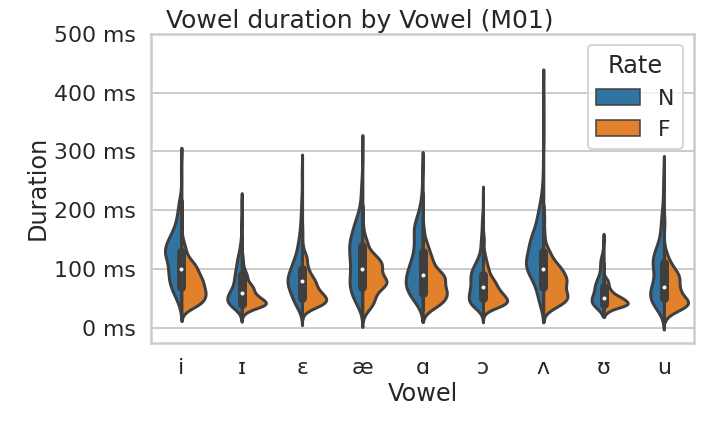 Vowel duration by Vowel (M01)
500 ms
400 ms
300 ms
200 ms
100 ms
0 ms
Duration
Rate
N
F
i ɪ ɛ æ ɑ ɔ ʌ ʊ u
Vowel